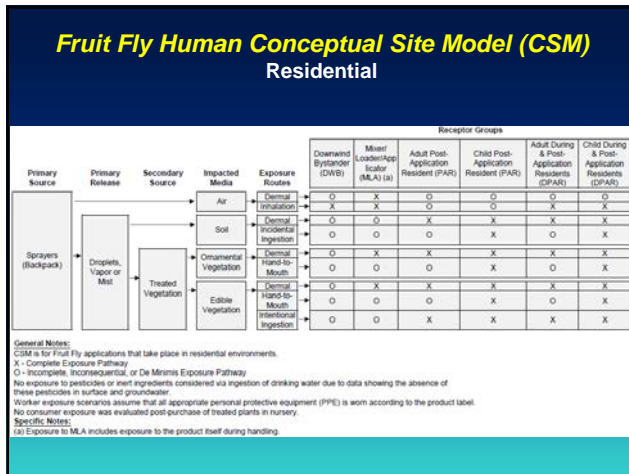 Fruit Fly Human Conceptual Site Model (CSM)
Residential
Receptor Groups
Primary Source
Primary Release
Secondary Source
Impacted Media
Exposure Routes
Downwind Bystander (DWB)
Mixer/ Loader/App licator (MLA) (a)
Adult Post- Application Resident (PAR)
Child Post- Application Resident (PAR)
Adult During & Post- Application Residents (DPAR)
Child During & Post- Application Residents (DPAR)
Sprayers (Backpack)
Droplets, Vapor or Mist
Treated Vegetation
Air
Dermal O X O O O O
Inhalation X X O O X X
Soil
Dermal O O X X X X
Incidental Ingestion O O O X O X
Ornamental Vegetation
Dermal O X X X X X
Hand-to- Mouth O O O X O X
Edible Vegetation
Dermal O X X X X X
Hand-to- Mouth O O O X O X
Intentional Ingestion O O X X X X
General Notes:
CSM is for Fruit Fly applications that take place in residential environments.
X - Complete Exposure Pathway
O - Incomplete, Inconsequential, or De Minimis Exposure Pathway
No exposure to pesticides or inert ingredients considered via ingestion of drinking water due to data showing the absence of
these pesticides in surface and groundwater.
Worker exposure scenarios assume that all appropriate personal protective equipment (PPE) is worn according to the product label.
No consumer exposure was evaluated post-purchase of treated plants in nursery.
Specific Notes:
(a) Exposure to MLA includes exposure to the product itself during handling.